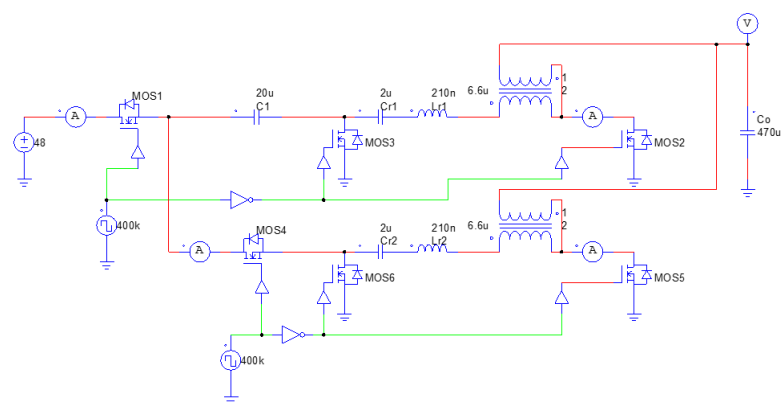 V
MOS1
20u
C1
2u
Cr1
210n
Lr1
6.6u
1
2
A
A
48
MOS3
MOS2
Co
470u
400k
MOS4
2u
Cr2
210n
Lr2
6.6u
1
2
A
A
MOS6
MOS5
400k